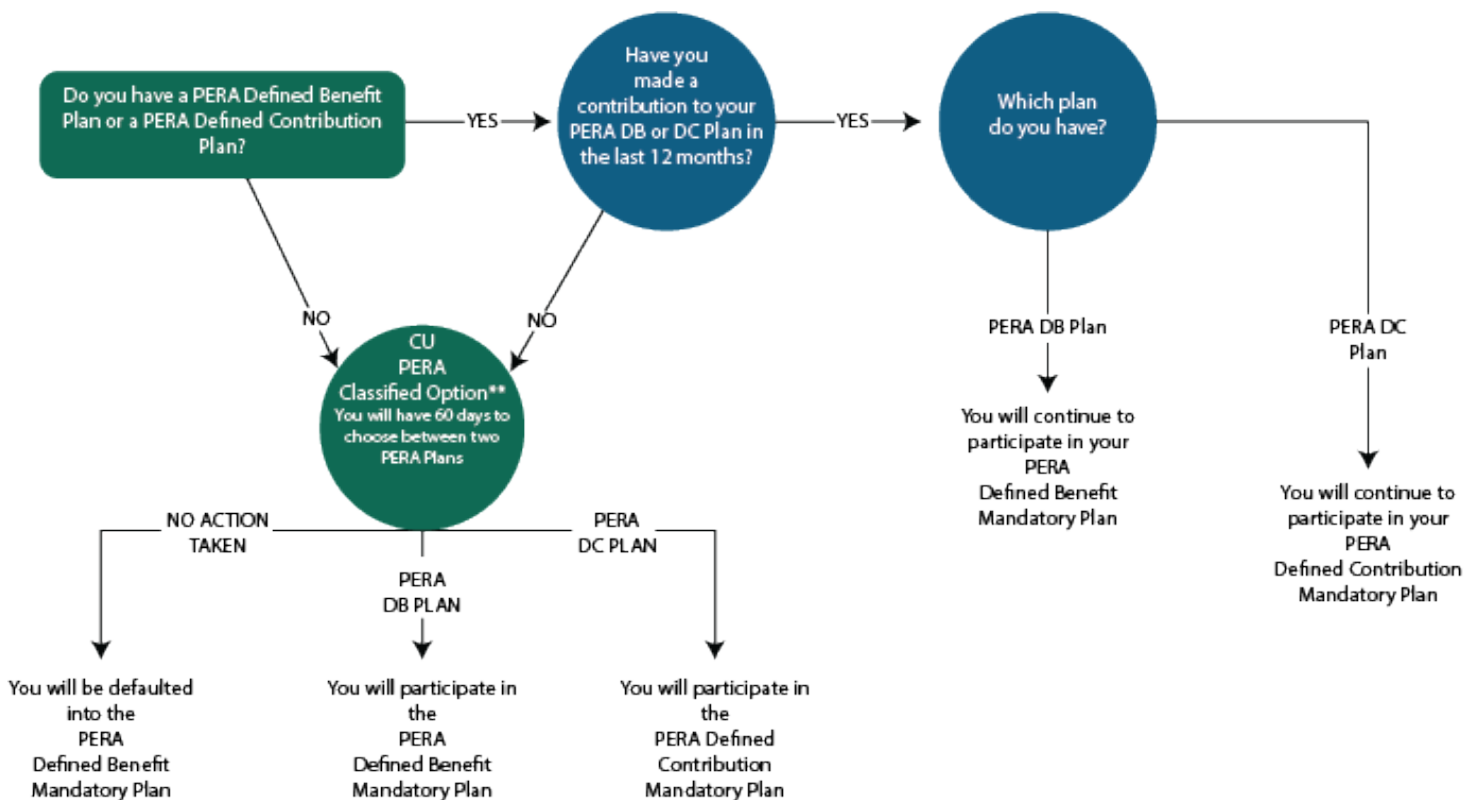 Do you have a PERA Defined Benefit
Plan or a PERA Defined Contribution
Plan?
YES
Have you
made a
contribution to your
PERA DB or DC Plan in
the last 12 months?
YES
Which plan
do you have?
NO
NO
CU
PERA
Classified Option**
You will have 60 days to
choose between two
PERA Plans
PERA DB Plan
PERA DC
Plan
You will continue to
participate in your
PERA
Defined Benefit
Mandatory Plan
You will continue to
participate in your
PERA
Defined Contribution
Mandatory Plan
NO ACTION
TAKEN
PERA
DB PLAN
PERA
DC PLAN
You will be defaulted
into the
PERA
Defined Benefit
Mandatory Plan
You will participate in
the
PERA
Defined Benefit
Mandatory Plan
You will participate in
the
PERA Defined
Contribution
Mandatory Plan